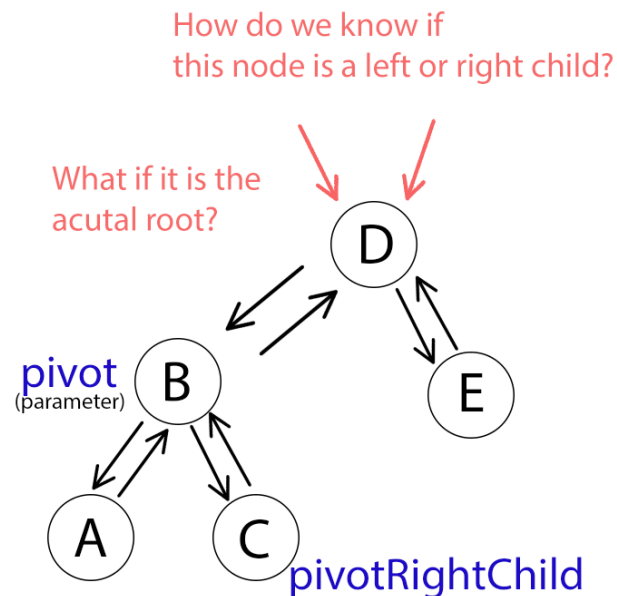 How do we know if
this node is a left or right child?
What if it is the
acutal root?
D
pivot
(parameter)
B
E
A
C
pivotRightChild